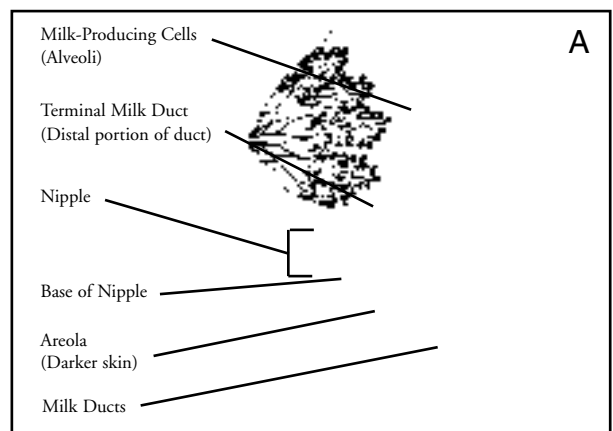 Milk-Producing Cells
(Alveoli)
A
Terminal Milk Duct
(Distal portion of duct)
Nipple
Base of Nipple
Areola
(Darker skin)
Milk Ducts